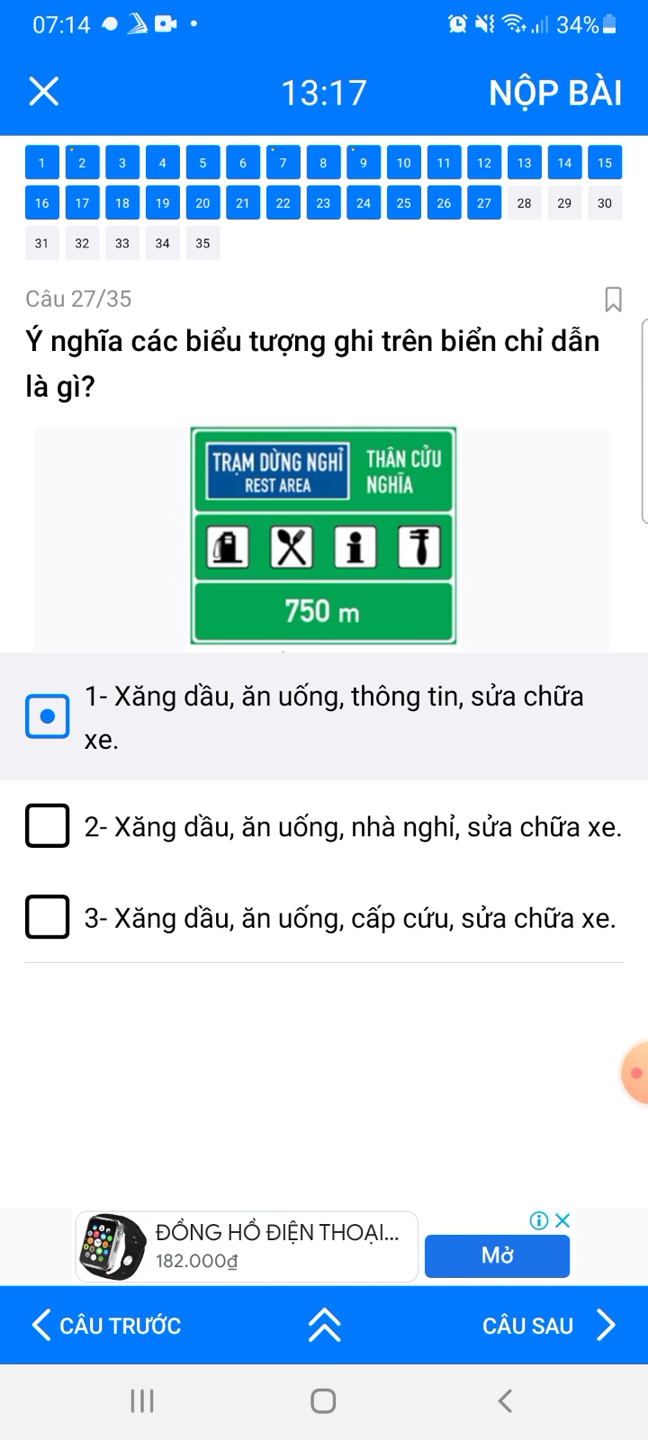 07:14 34%
13:17 NỘP BÀI
1 2 3 4 5 6 7 8 9 10 11 12 13 14 15
16 17 18 19 20 21 22 23 24 25 26 27 28 29 30
31 32 33 34 35
Câu 27/35
Ý nghĩa các biểu tượng ghi trên biển chỉ dẫn
là gì?
TRẠM DỪNG NGHỈ THÂN CỬU
REST AREA NGHĨA
750 m
1- Xăng dầu, ăn uống, thông tin, sửa chữa
xe.
2- Xăng dầu, ăn uống, nhà nghỉ, sửa chữa xe.
3- Xăng dầu, ăn uống, cấp cứu, sửa chữa xe.
ĐỒNG HỒ ĐIỆN THOẠI...
182.000₫
Mở
CÂU TRƯỚC CÂU SAU